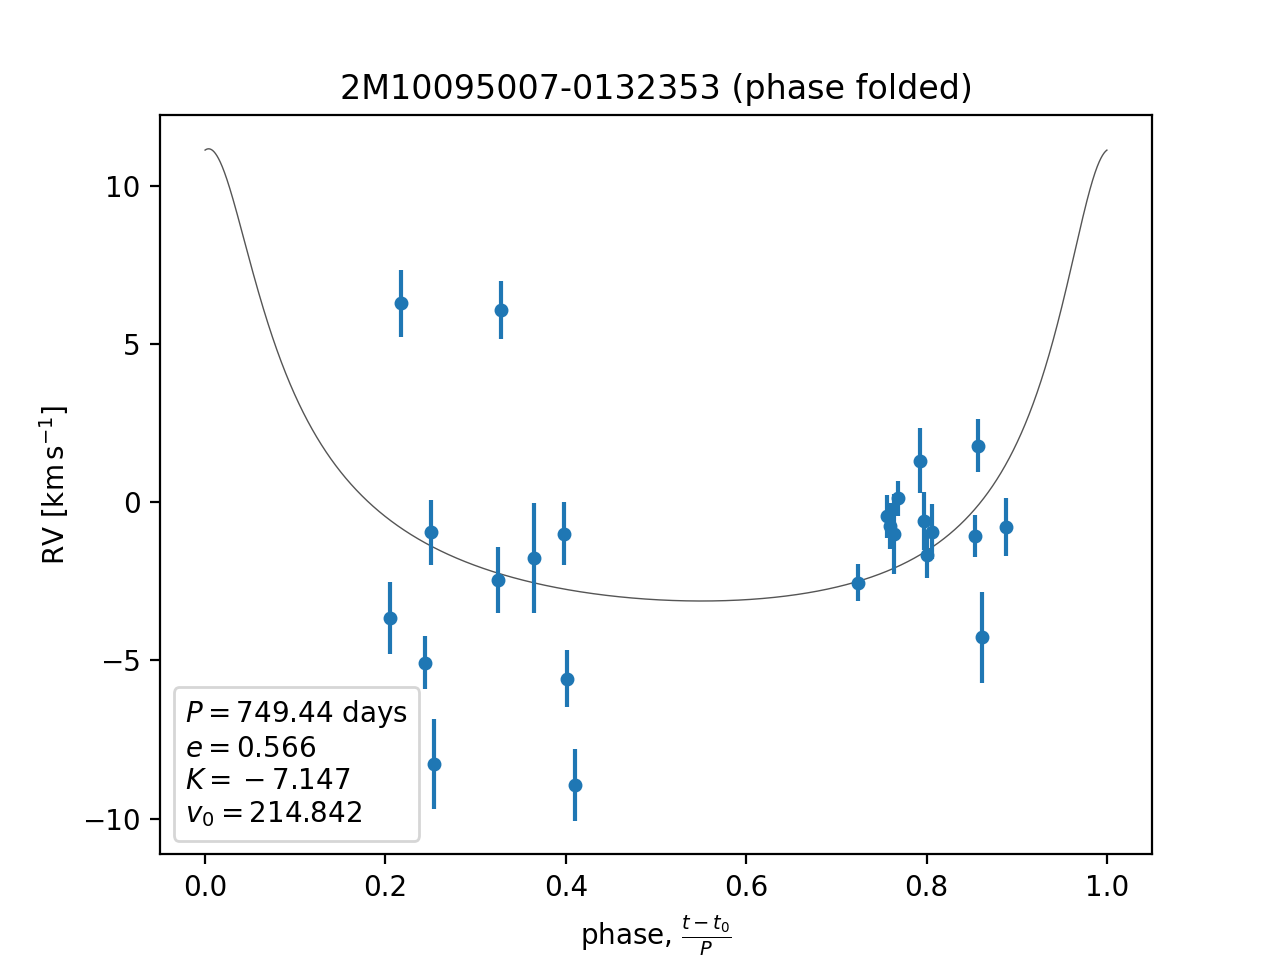 2M10095007-0132353 (phase folded)
10
5
0
−5
−10
RV [km s⁻¹]
P = 749.44 days
e = 0.566
K = −7.147
v₀ = 214.842
0.0 0.2 0.4 0.6 0.8 1.0
phase, (t − t₀)/P